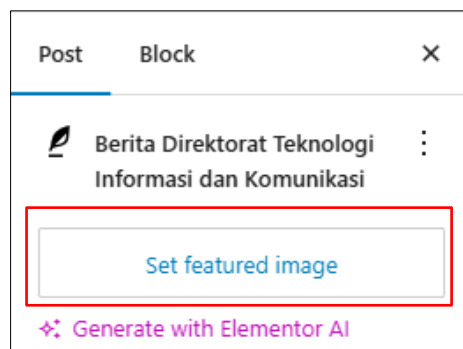 Post Block
Berita Direktorat Teknologi
Informasi dan Komunikasi
Set featured image
Generate with Elementor AI